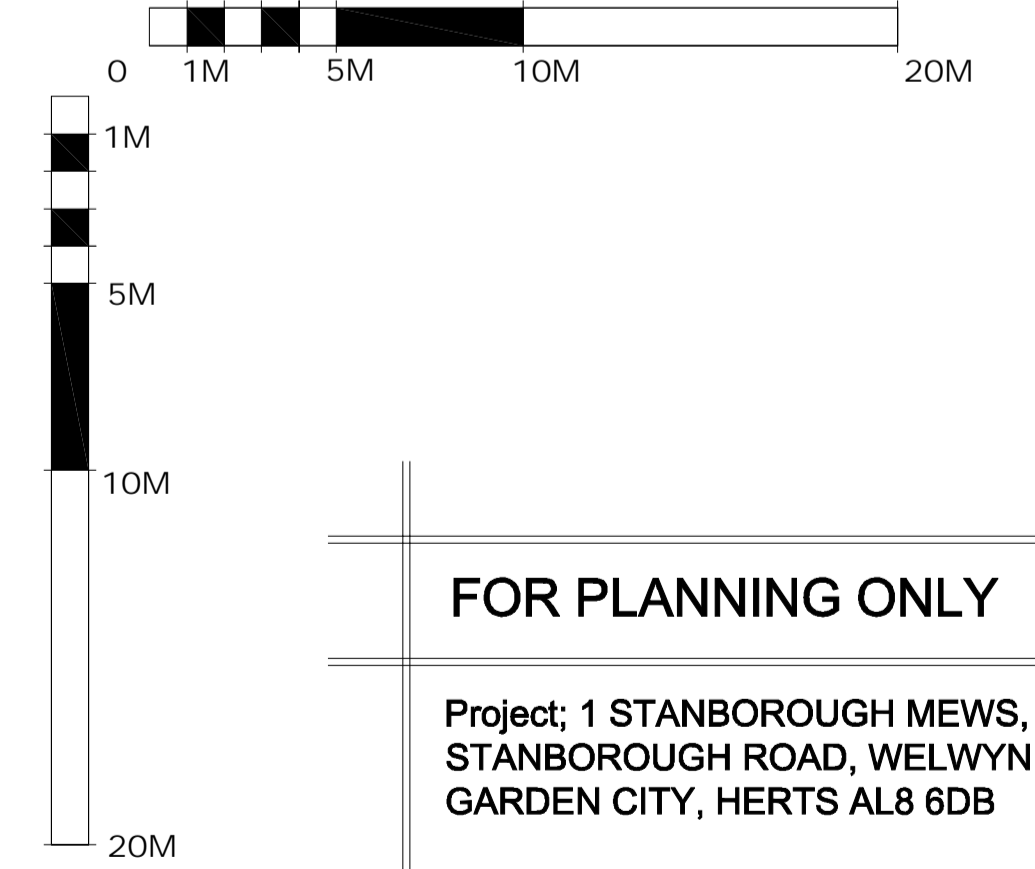 0 1M 5M 10M 20M
1M
5M
10M
20M
FOR PLANNING ONLY
Project; 1 STANBOROUGH MEWS,
STANBOROUGH ROAD, WELWYN
GARDEN CITY, HERTS AL8 6DB